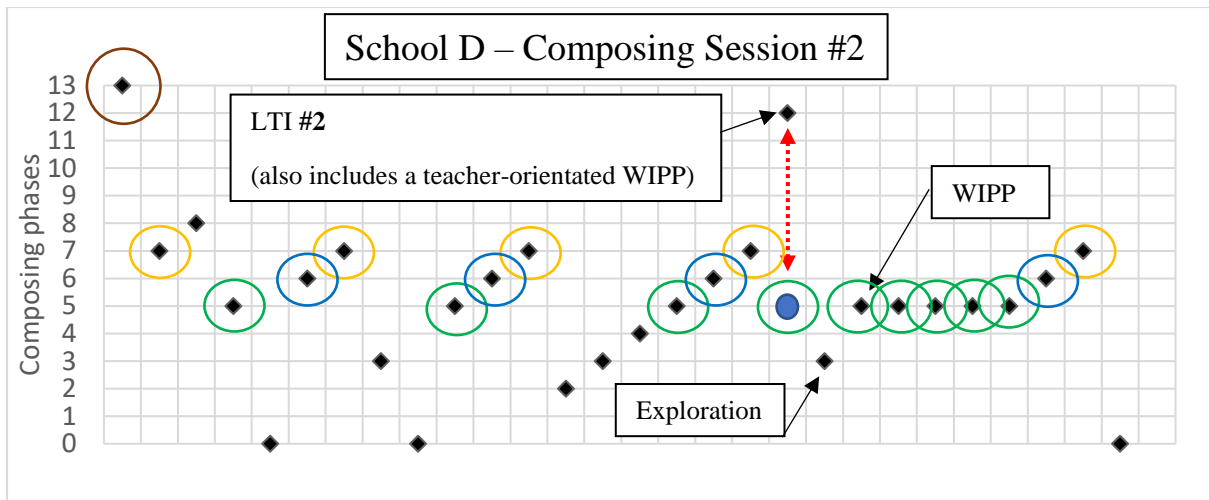 School D – Composing Session #2
Composing phases
13
12
11
10
9
8
7
6
5
4
3
2
1
0
LTI #2
(also includes a teacher-orientated WIPP)
WIPP
Exploration